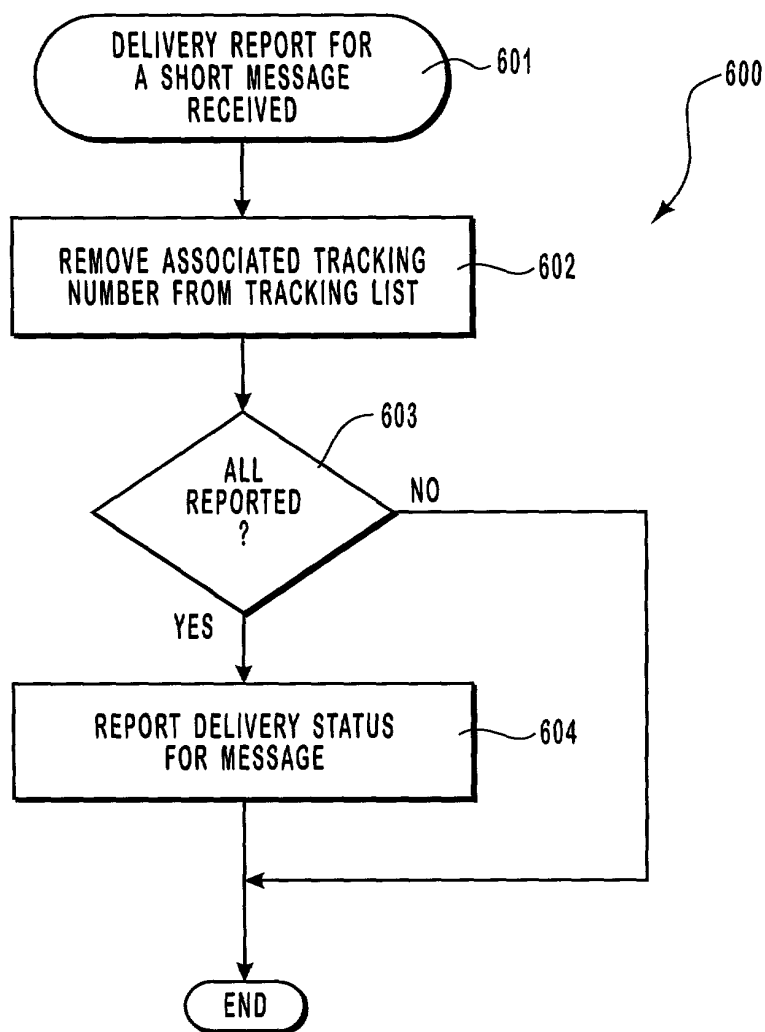 DELIVERY REPORT FOR
A SHORT MESSAGE
RECEIVED
601
600
REMOVE ASSOCIATED TRACKING
NUMBER FROM TRACKING LIST
602
603
ALL
REPORTED
?
NO
YES
REPORT DELIVERY STATUS
FOR MESSAGE
604
END